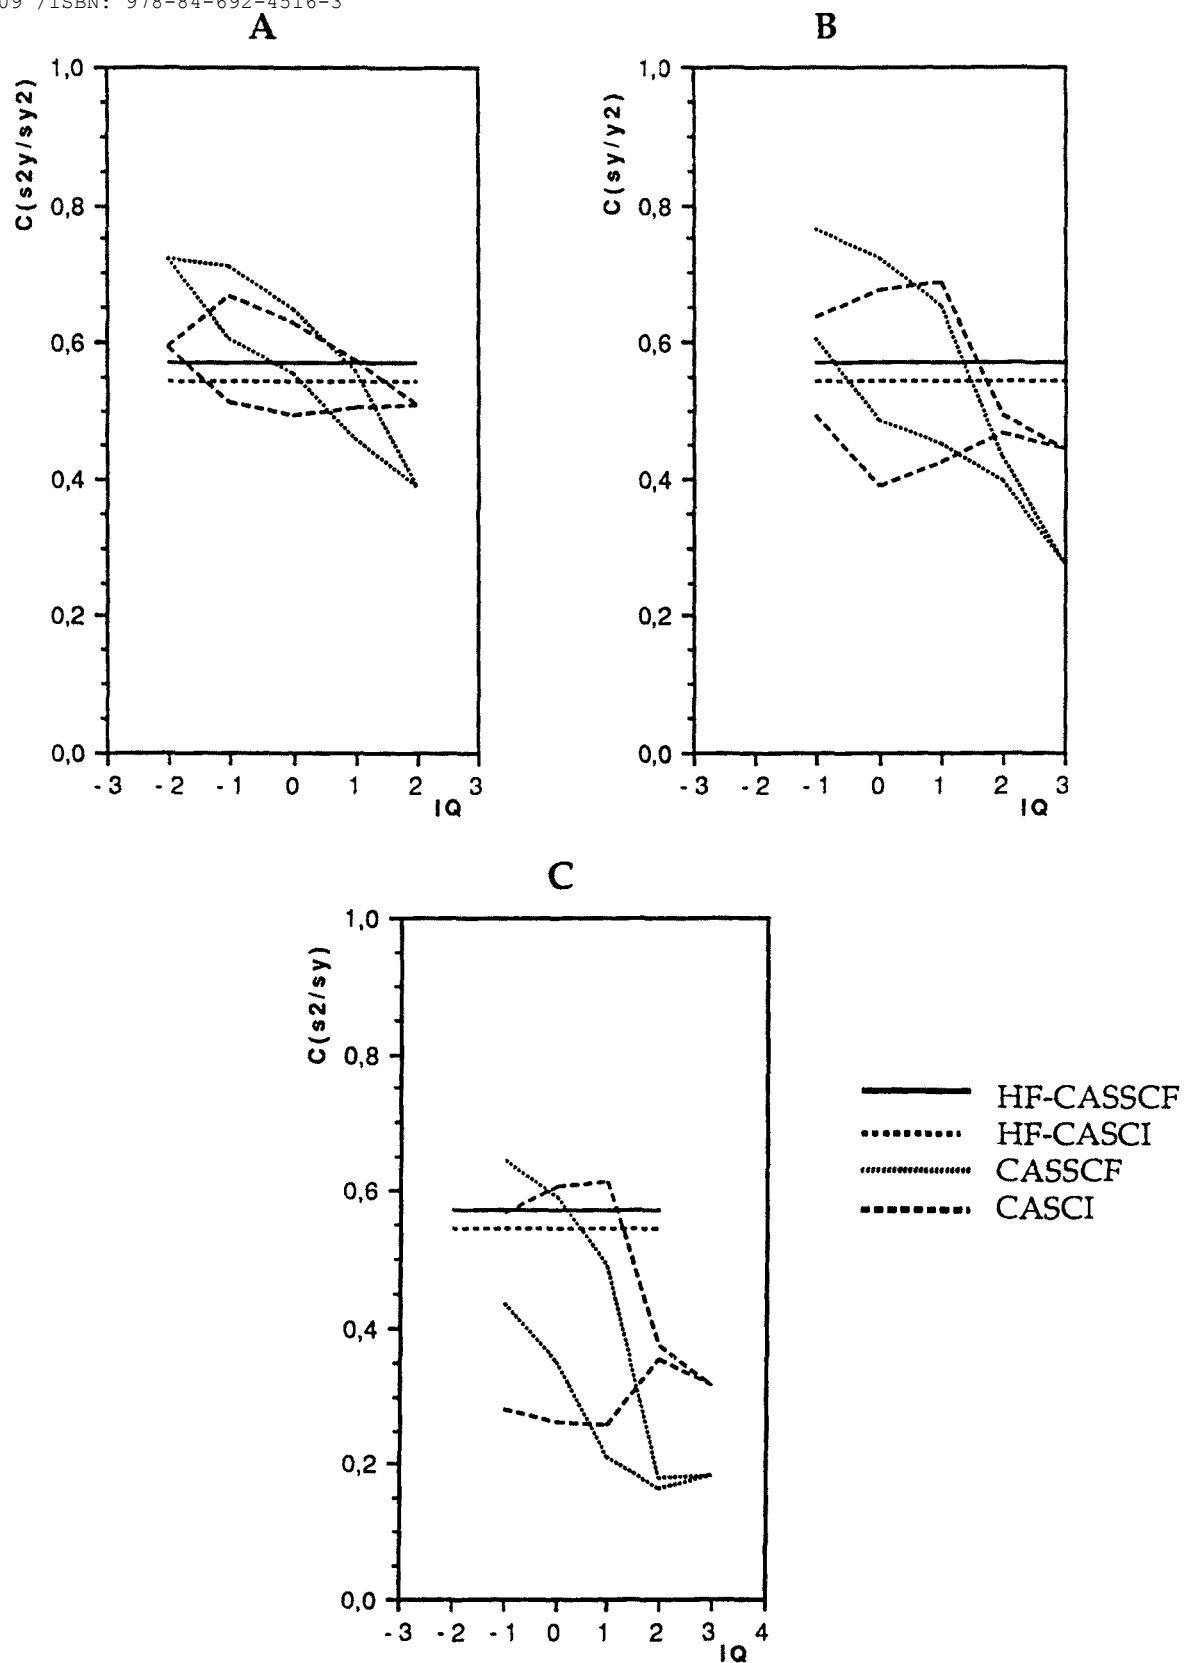 09 /ISBN: 978-84-692-4516-3
A
B
C(s2y/sy2)
1,0
0,8
0,6
0,4
0,2
0,0
-3 -2 -1 0 1 2 3
IQ
C(sy/y2)
1,0
0,8
0,6
0,4
0,2
0,0
-3 -2 -1 0 1 2 3
IQ
C
C(s2/sy)
1,0
0,8
0,6
0,4
0,2
0,0
-3 -2 -1 0 1 2 3 4
IQ
HF-CASSCF
HF-CASCI
CASSCF
CASCI